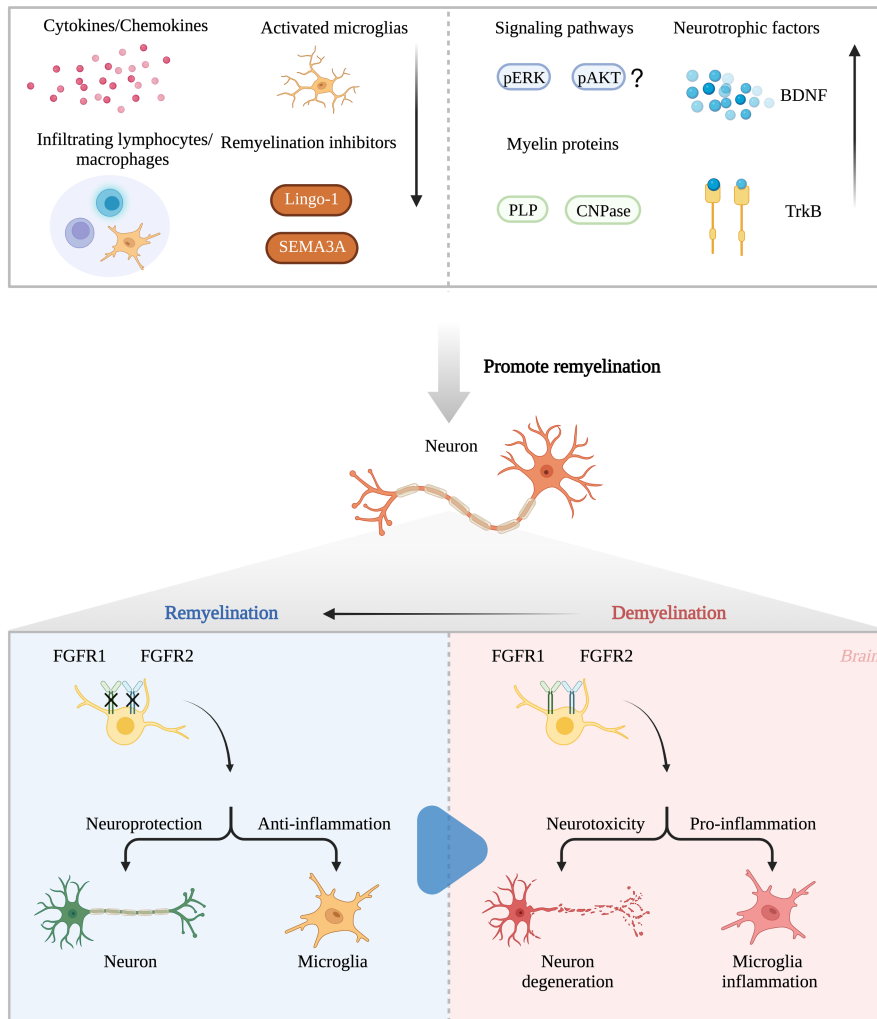 Cytokines/Chemokines
Activated microglias
Infiltrating lymphocytes/
macrophages
Remyelination inhibitors
Lingo-1
SEMA3A
Signaling pathways
Neurotrophic factors
pERK
pAKT
?
BDNF
Myelin proteins
PLP
CNPase
TrkB
Promote remyelination
Neuron
Remyelination
Demyelination
FGFR1
FGFR2
Neuroprotection
Anti-inflammation
Neuron
Microglia
FGFR1
FGFR2
Brain
Neurotoxicity
Pro-inflammation
Neuron
degeneration
Microglia
inflammation